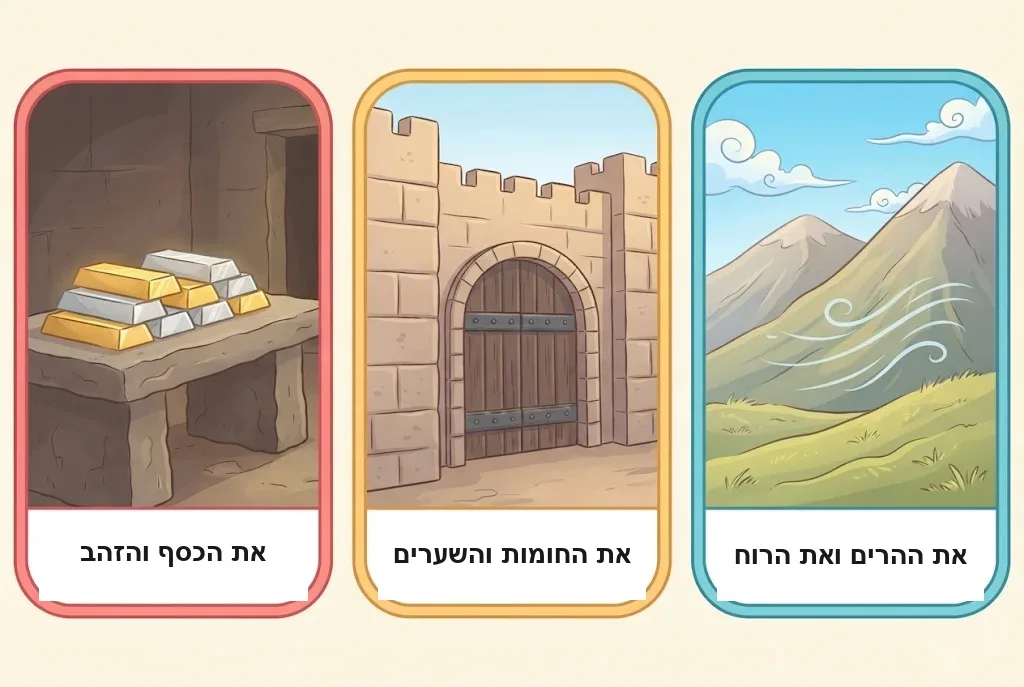 את ההרים ואת הרוח
את החומות והשערים
את הכסף והזהב